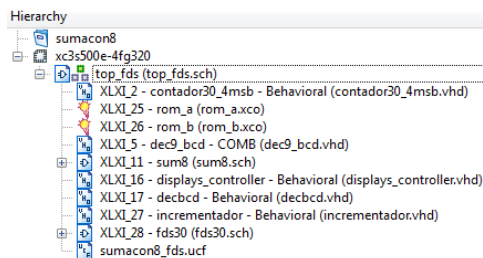 Hierarchy
sumacon8
xc3s500e-4fg320
top_fds (top_fds.sch)
XLXI_2 - contador30_4msb - Behavioral (contador30_4msb.vhd)
XLXI_25 - rom_a (rom_a.xco)
XLXI_26 - rom_b (rom_b.xco)
XLXI_5 - dec9_bcd - COMB (dec9_bcd.vhd)
XLXI_11 - sum8 (sum8.sch)
XLXI_16 - displays_controller - Behavioral (displays_controller.vhd)
XLXI_17 - decbcd - Behavioral (decbcd.vhd)
XLXI_27 - incrementador - Behavioral (incrementador.vhd)
XLXI_28 - fds30 (fds30.sch)
sumacon8_fds.ucf